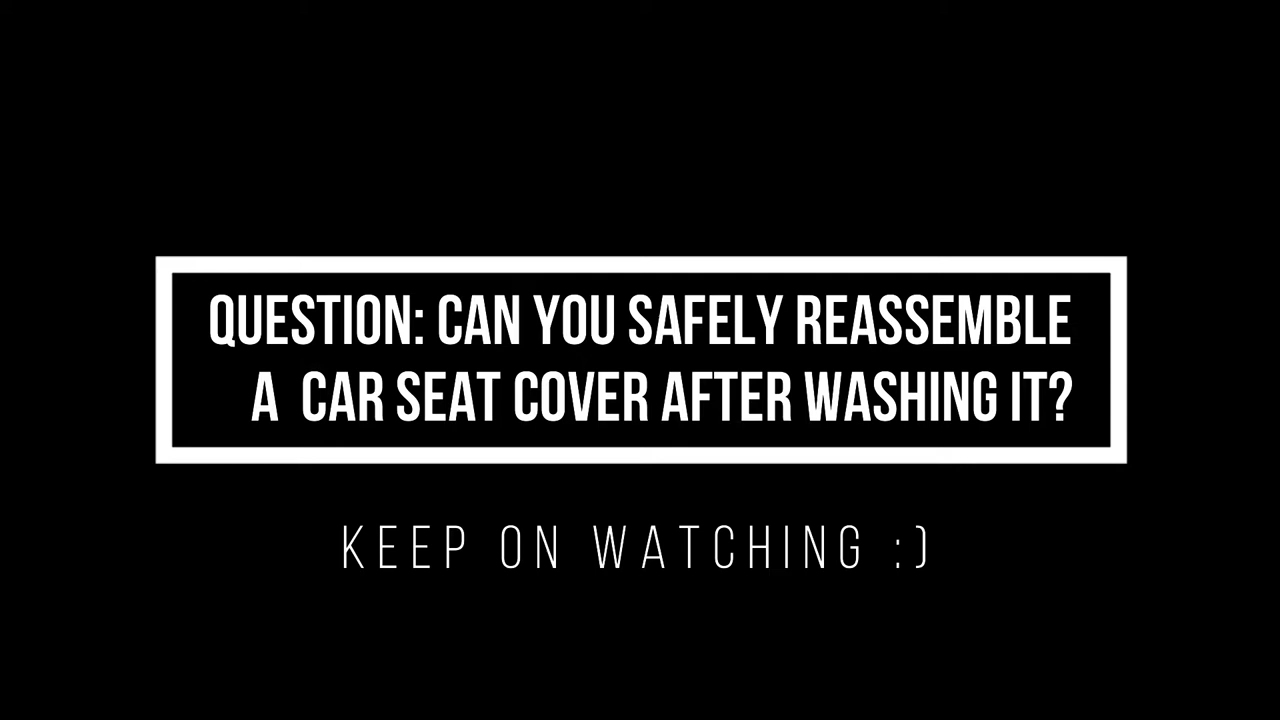 QUESTION: CAN YOU SAFELY REASSEMBLE
A CAR SEAT COVER AFTER WASHING IT?
KEEP ON WATCHING :)